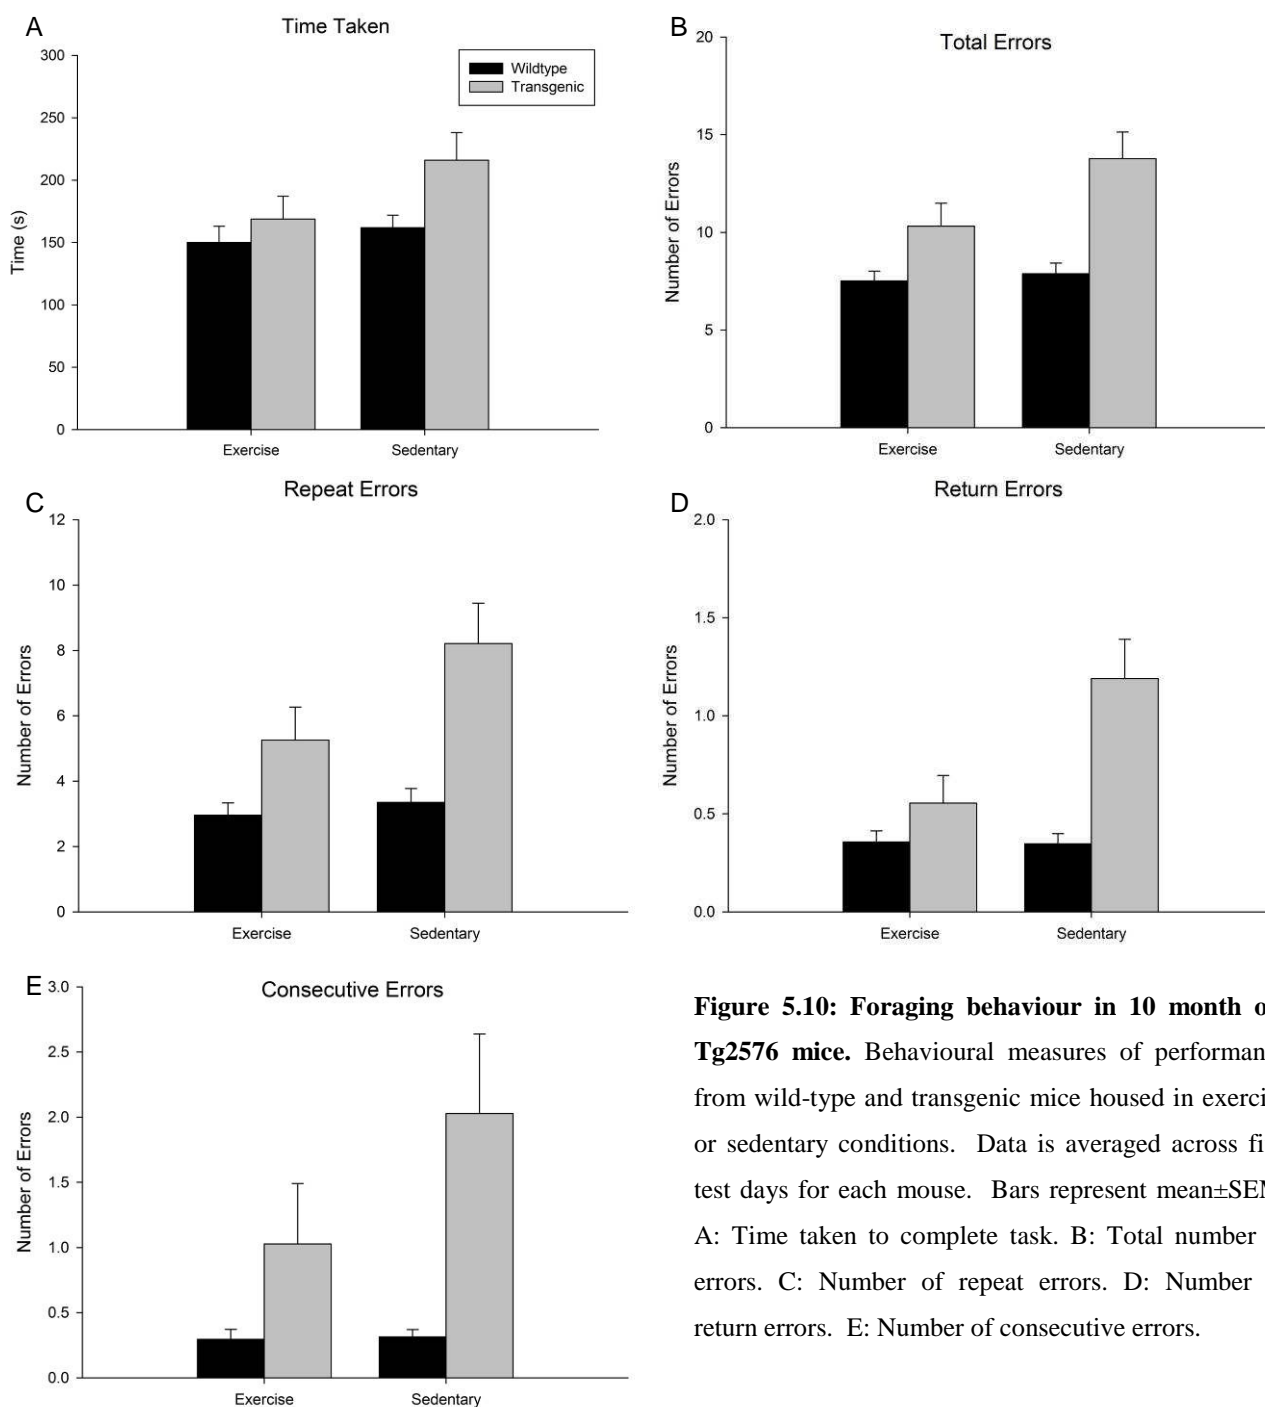 A
Time Taken
300
250
200
150
100
50
0
Time (s)
Wildtype
Transgenic
Exercise
Sedentary
B
Total Errors
20
15
10
5
0
Number of Errors
Exercise
Sedentary
C
Repeat Errors
12
10
8
6
4
2
0
Number of Errors
Exercise
Sedentary
D
Return Errors
2.0
1.5
1.0
0.5
0.0
Number of Errors
Exercise
Sedentary
E
Consecutive Errors
3.0
2.5
2.0
1.5
1.0
0.5
0.0
Number of Errors
Exercise
Sedentary
Figure 5.10: Foraging behaviour in 10 month
Tg2576 mice. Behavioural measures of
from wild-type and transgenic mice housed in
or sedentary conditions. Data is averaged across
test days for each mouse. Bars represent
A: Time taken to complete task. B: Total number
errors. C: Number of repeat errors. D: Number
return errors. E: Number of consecutive errors.